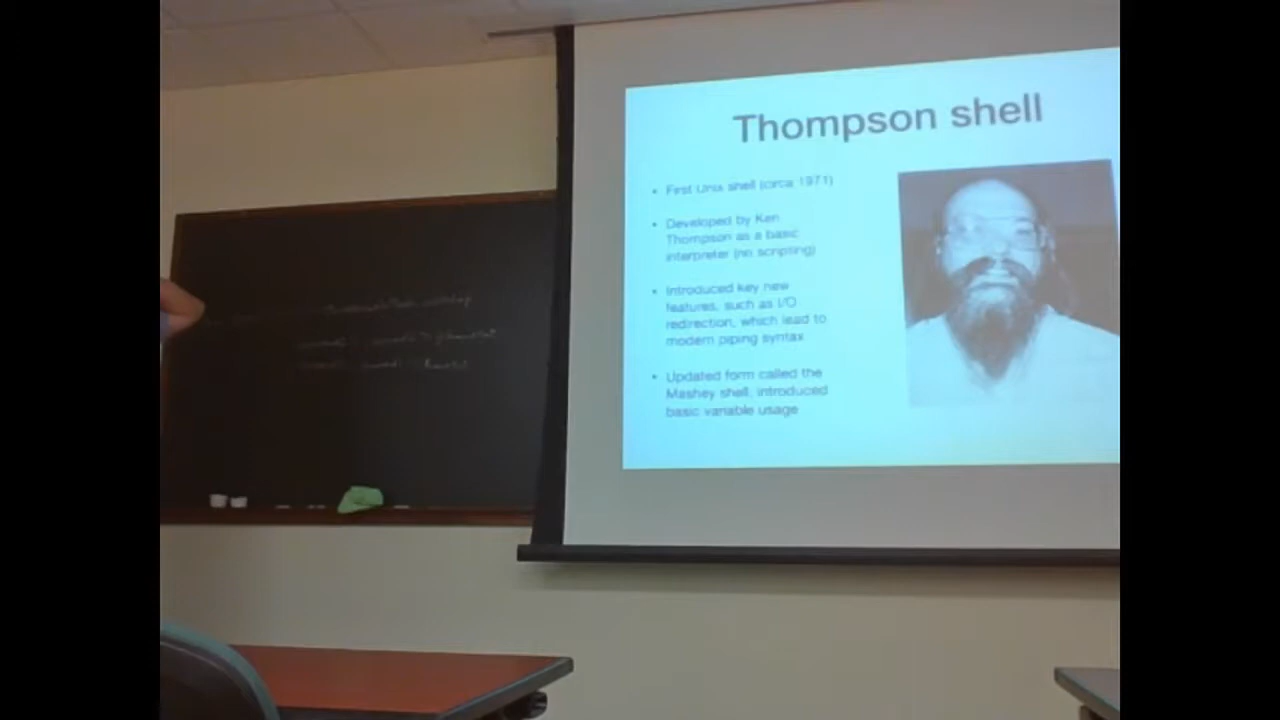 Thompson shell
• First Unix shell (circa 1971)
• Developed by Ken
Thompson as a basic
interpreter (no scripting)
• Introduced key new
features, such as I/O
redirection, which lead to
modern piping syntax
• Updated form called the
Mashey shell, introduced
basic variable usage